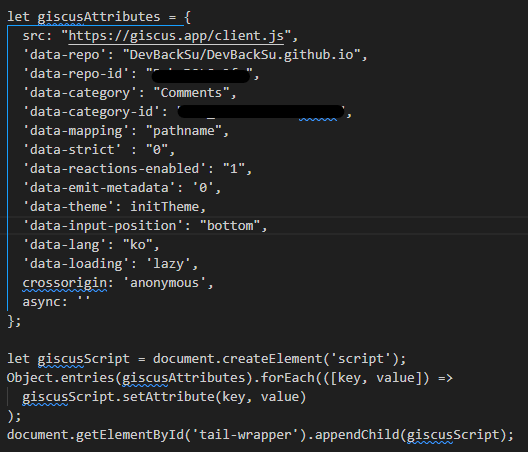 let giscusAttributes = {
src: "https://giscus.app/client.js",
'data-repo': "DevBackSu/DevBackSu.github.io",
'data-repo-id': "",
'data-category': "Comments",
'data-category-id': ",
'data-mapping': "pathname",
'data-strict' : "0",
'data-reactions-enabled': "1",
'data-emit-metadata': '0',
'data-theme': initTheme,
'data-input-position': "bottom",
'data-lang': "ko",
'data-loading': 'lazy',
crossorigin: 'anonymous',
async: ''
};
let giscusScript = document.createElement('script');
Object.entries(giscusAttributes).forEach(([key, value]) =>
giscusScript.setAttribute(key, value)
);
document.getElementById('tail-wrapper').appendChild(giscusScript);